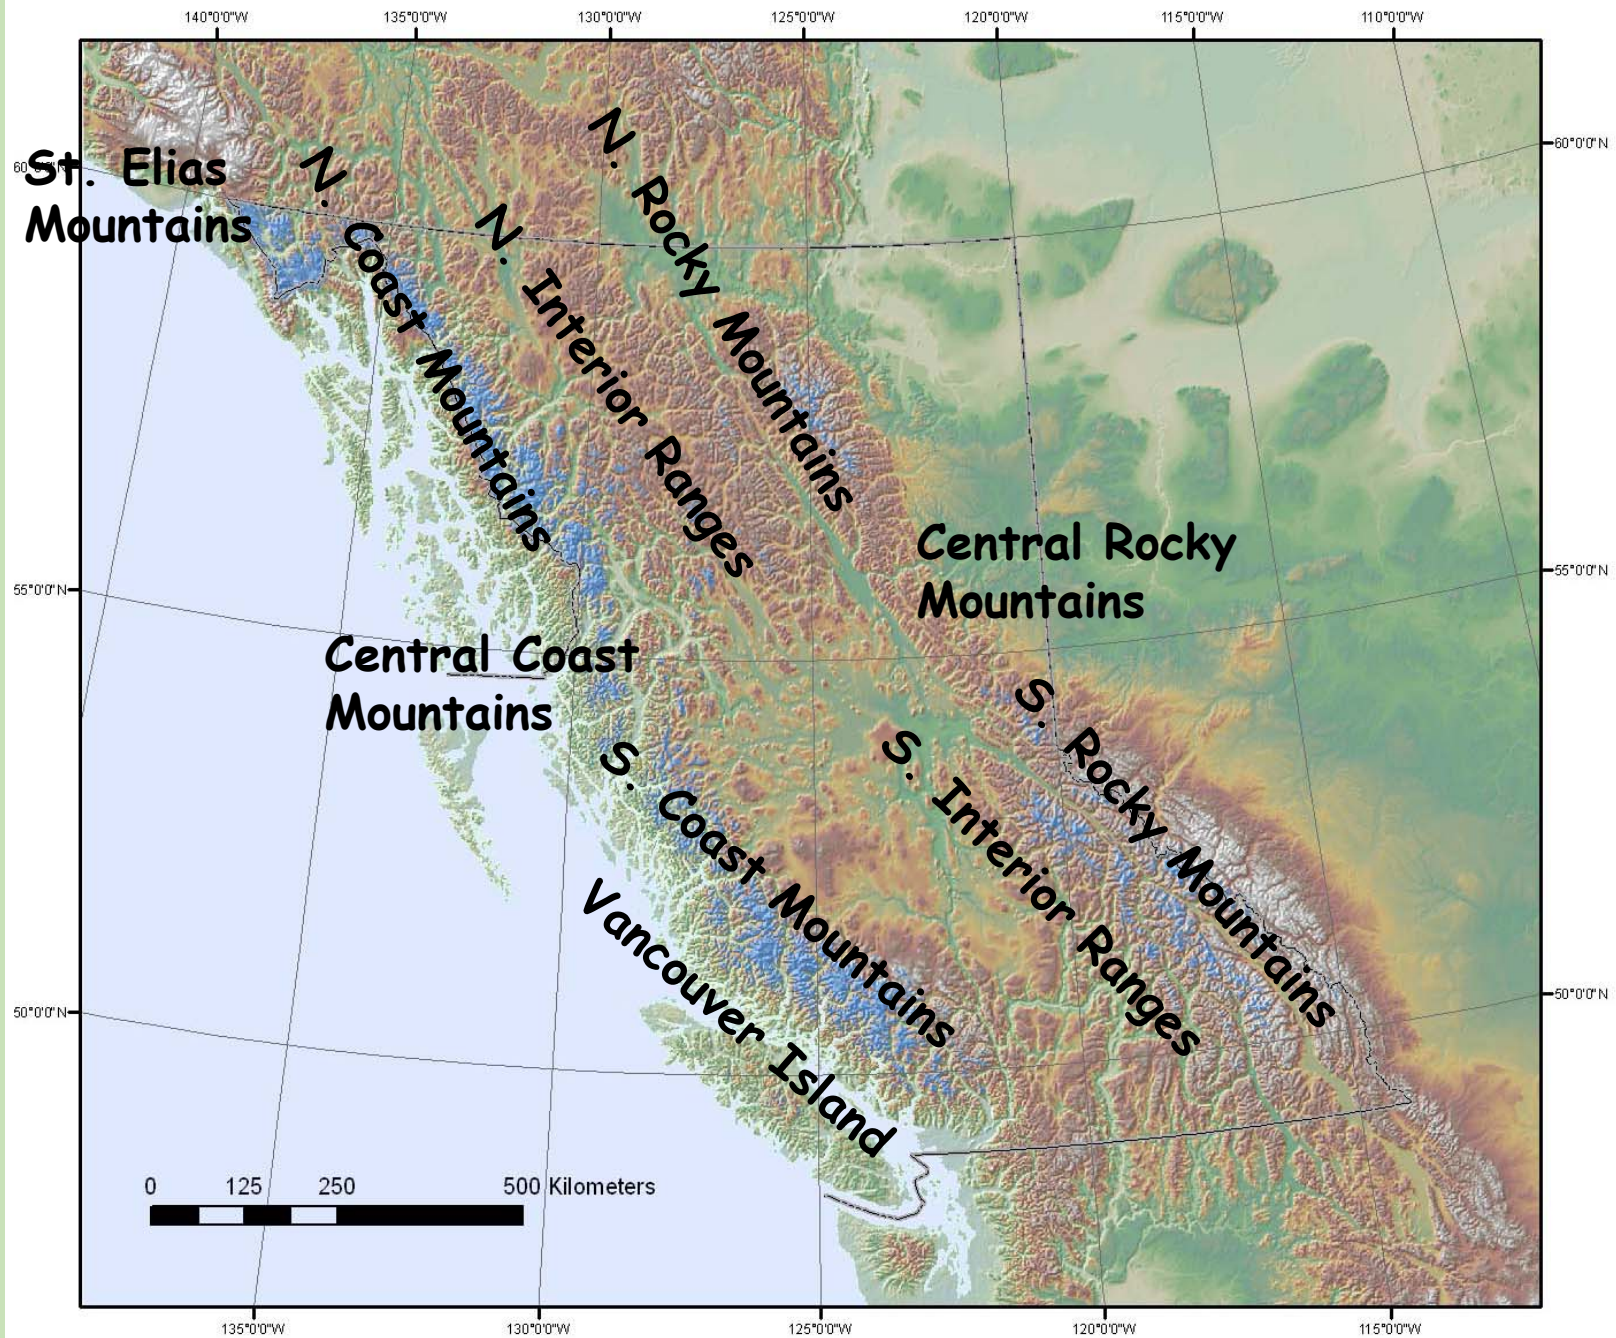 140°0'0"W 135°0'0"W 130°0'0"W 125°0'0"W 120°0'0"W 115°0'0"W 110°0'0"W
60°0'0"N
60°0'0"N
St. Elias
Mountains
N. Coast Mountains
N. Interior Ranges
N. Rocky Mountains
Central Rocky
Mountains
55°0'0"N
55°0'0"N
Central Coast
Mountains
S. Coast Mountains
S. Interior Ranges
S. Rocky Mountains
Vancouver Island
50°0'0"N
50°0'0"N
0 125 250 500 Kilometers
135°0'0"W 130°0'0"W 125°0'0"W 120°0'0"W 115°0'0"W